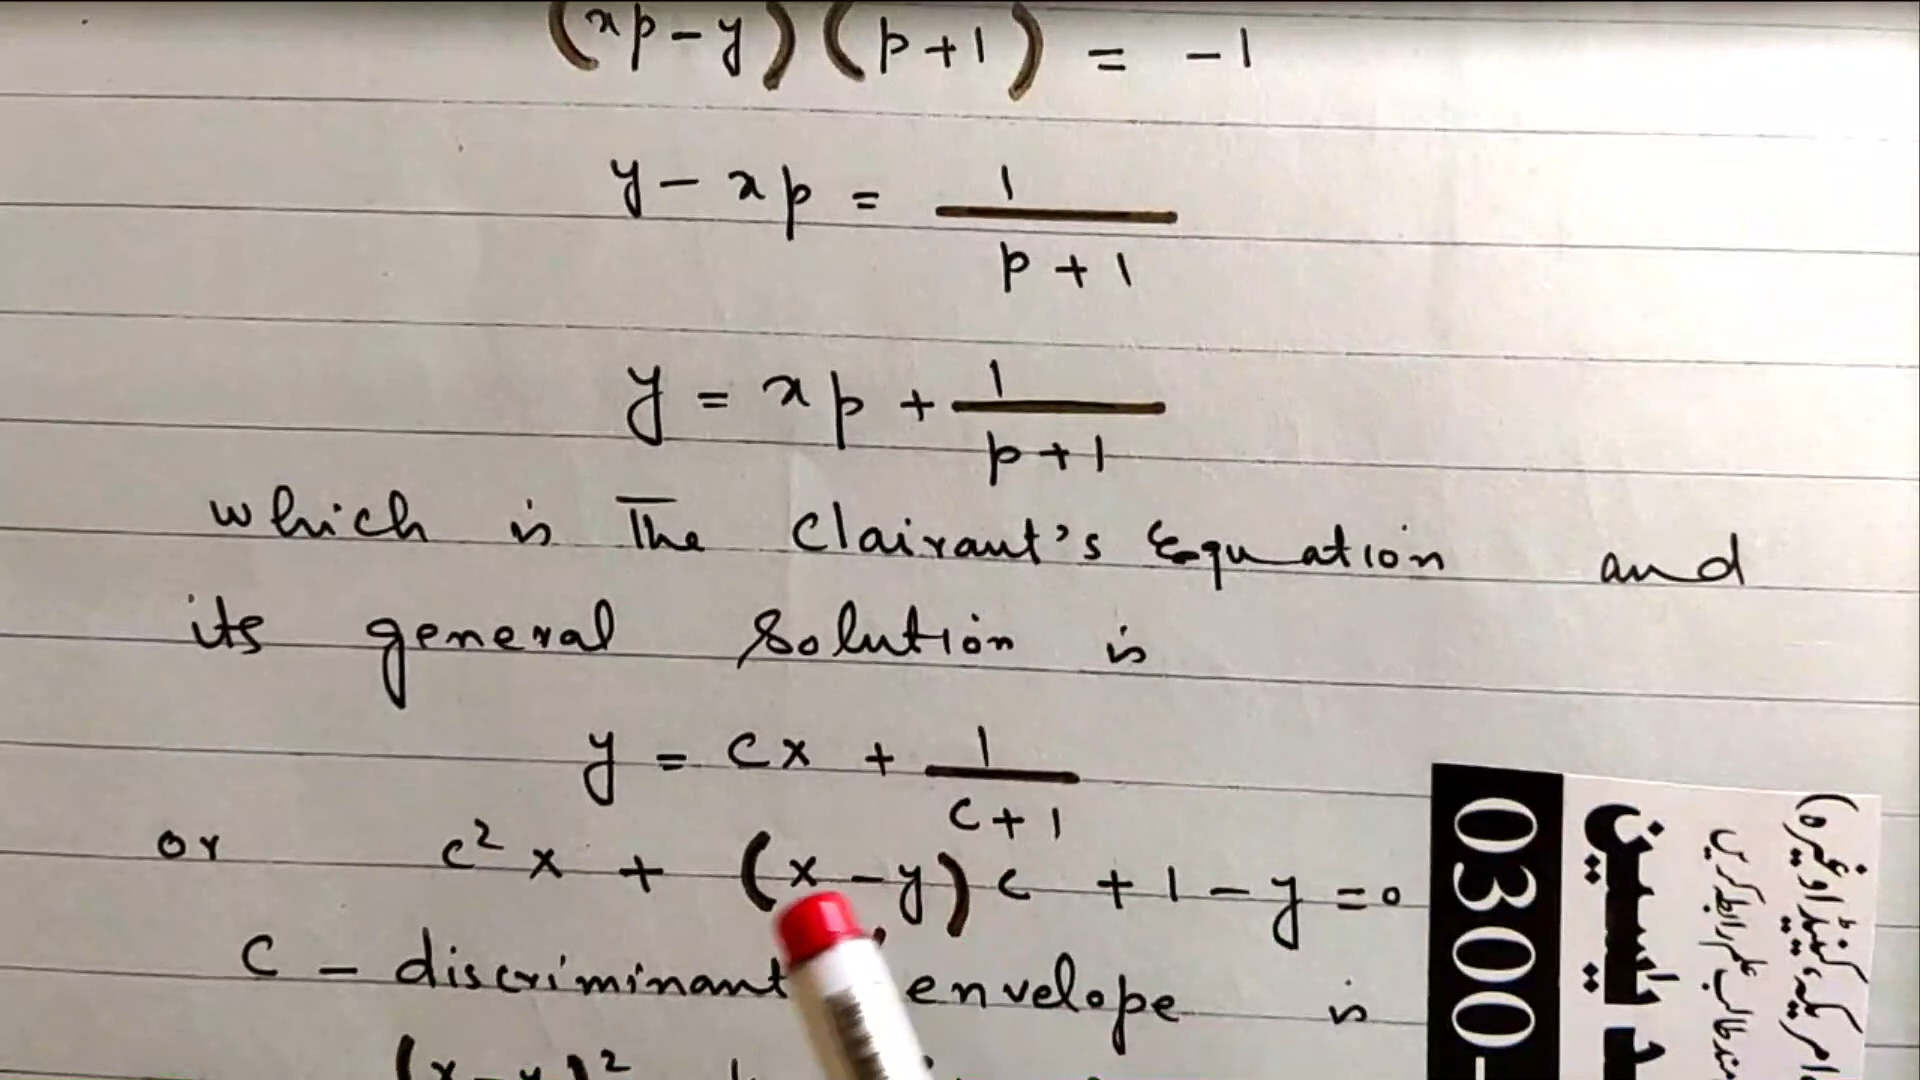 (xp-y)(p+1) = -1
y - xp = 1/(p+1)
y = xp + 1/(p+1)
which is The Clairaut's Equation and
its general solution is
y = cx + 1/(c+1)
or c²x + (x-y)c + 1-y=0
C - discriminant envelope is
0300-